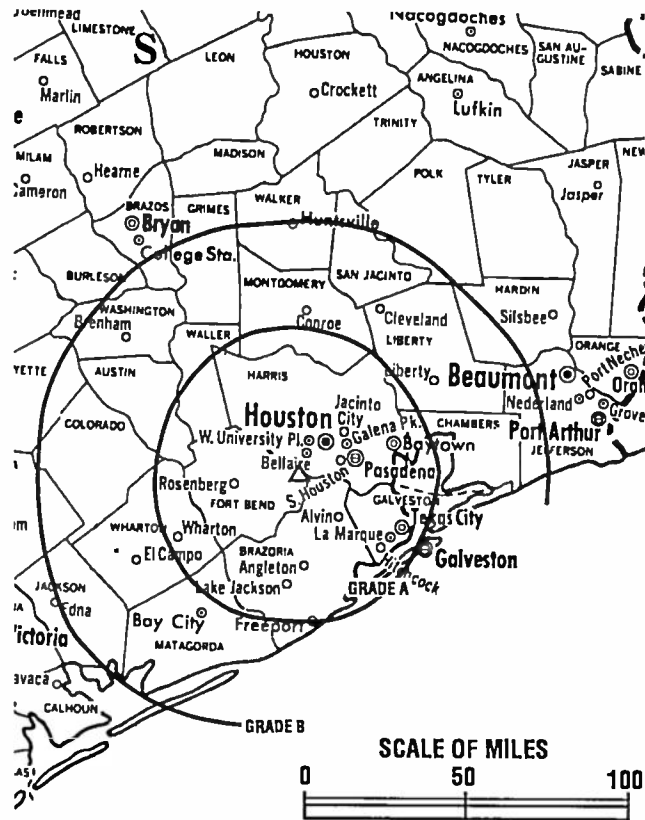 Nacogdoches
LIMESTONE
S
LEON
HOUSTON
NACOGDOCHES
SAN AU-
GUSTINE
FALLS
Marlin
Crockett
ANGELINA
Lufkin
SABINE
ROBERTSON
TRINITY
MADISON
MILAM
Hearne
Cameron
POLK
TYLER
JASPER
NEW
Jasper
BRAZOS
Bryan
GRIMES
WALKER
Huntsville
College Sta.
BURLESON
MONTGOMERY
SAN JACINTO
HARDIN
WASHINGTON
Brenham
Conroe
Cleveland
Silsbee
WALLER
LIBERTY
ORANGE
AUSTIN
HARRIS
Liberty
Beaumont
Port Neches
Nederland
Port Arthur
JEFFERSON
COLORADO
Houston
Jacinto
City
Galena Pk.
CHAMBERS
Baytown
W. University Pl.
Bellaire
Pasadena
S. Houston
Rosenberg
FORT BEND
GALVESTON
Texas City
WHARTON
Wharton
Alvin
La Marque
El Campo
BRAZORIA
Angleton
Hitchcock
Galveston
JACKSON
Edna
Lake Jackson
GRADE A
Bay City
Freeport
MATAGORDA
CALHOUN
GRADE B
SCALE OF MILES
0 50 100